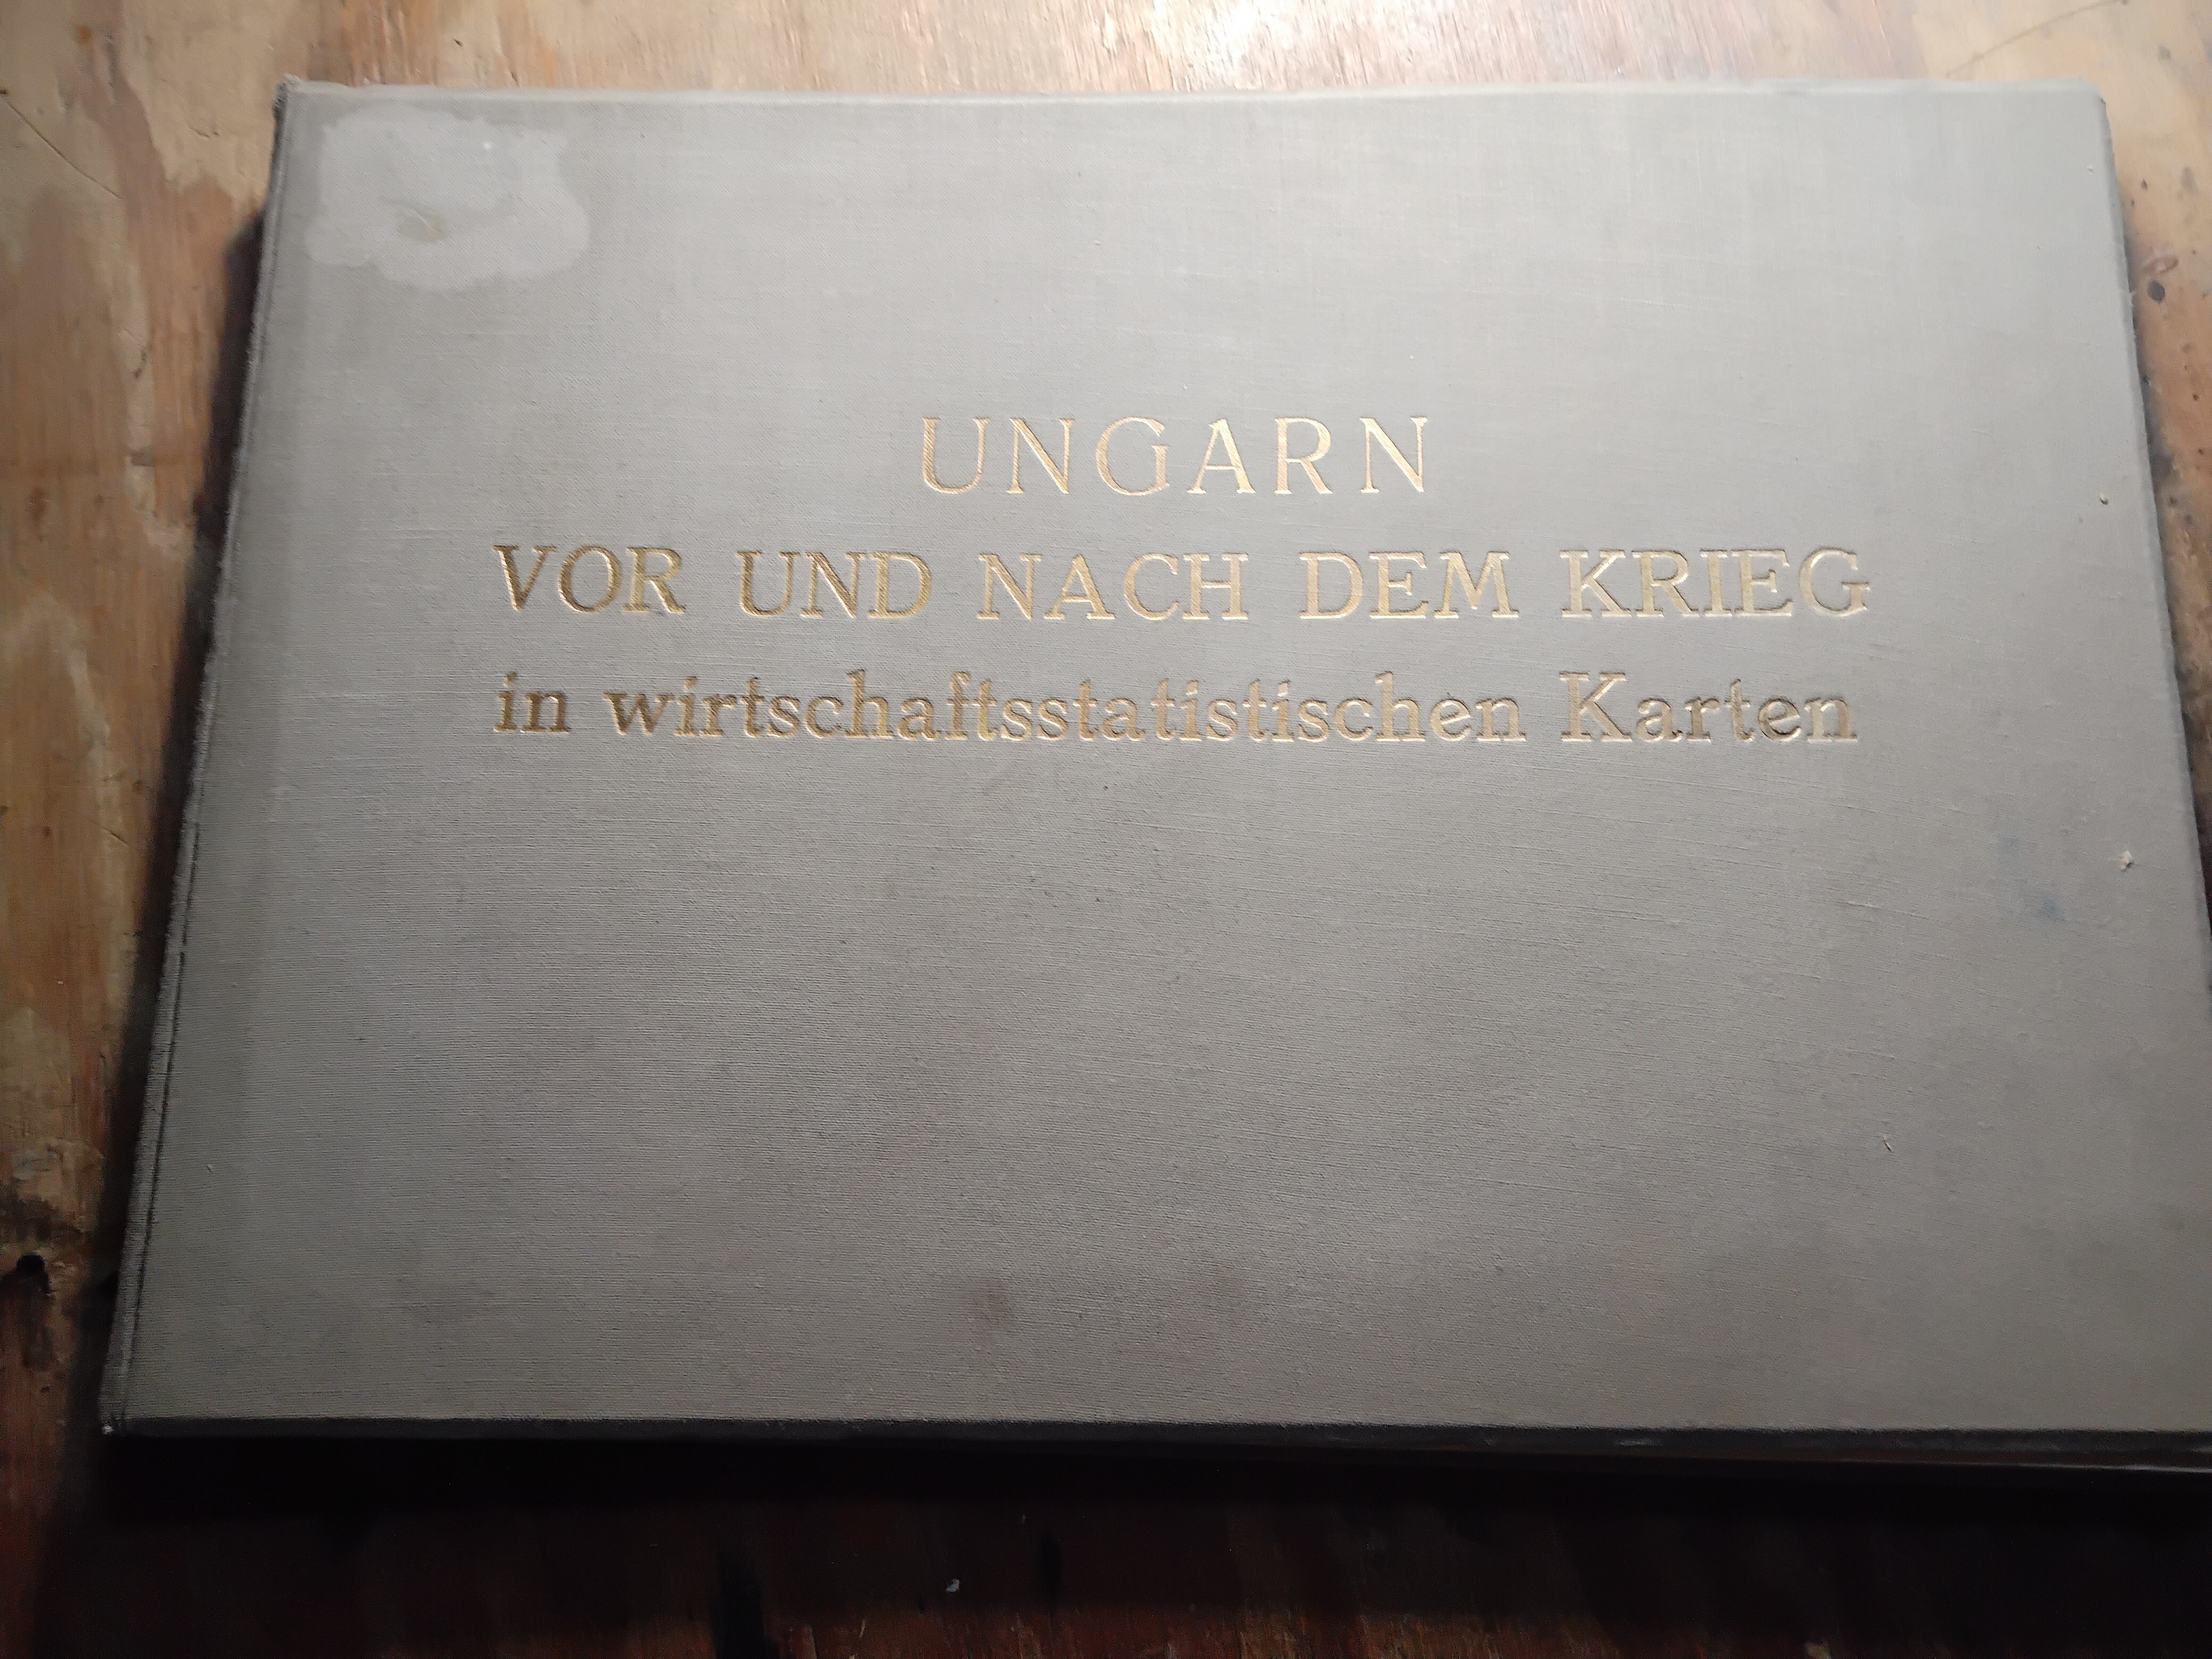 UNGARN
VOR UND NACH DEM KRIEG
in wirtschaftsstatistischen Karten